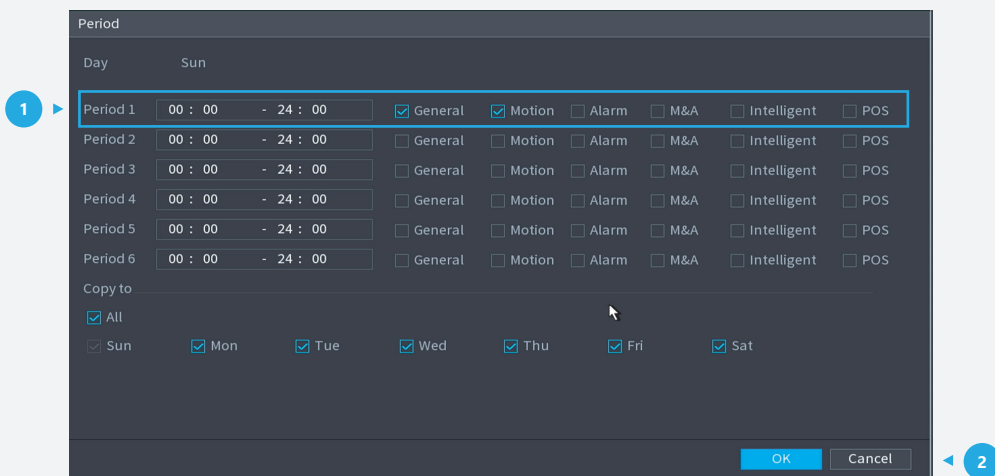 Period
Day Sun
1 Period 1 00 : 00 - 24 : 00 General Motion Alarm M&A Intelligent POS
Period 2 00 : 00 - 24 : 00 General Motion Alarm M&A Intelligent POS
Period 3 00 : 00 - 24 : 00 General Motion Alarm M&A Intelligent POS
Period 4 00 : 00 - 24 : 00 General Motion Alarm M&A Intelligent POS
Period 5 00 : 00 - 24 : 00 General Motion Alarm M&A Intelligent POS
Period 6 00 : 00 - 24 : 00 General Motion Alarm M&A Intelligent POS
Copy to
All
Sun Mon Tue Wed Thu Fri Sat
OK Cancel 2